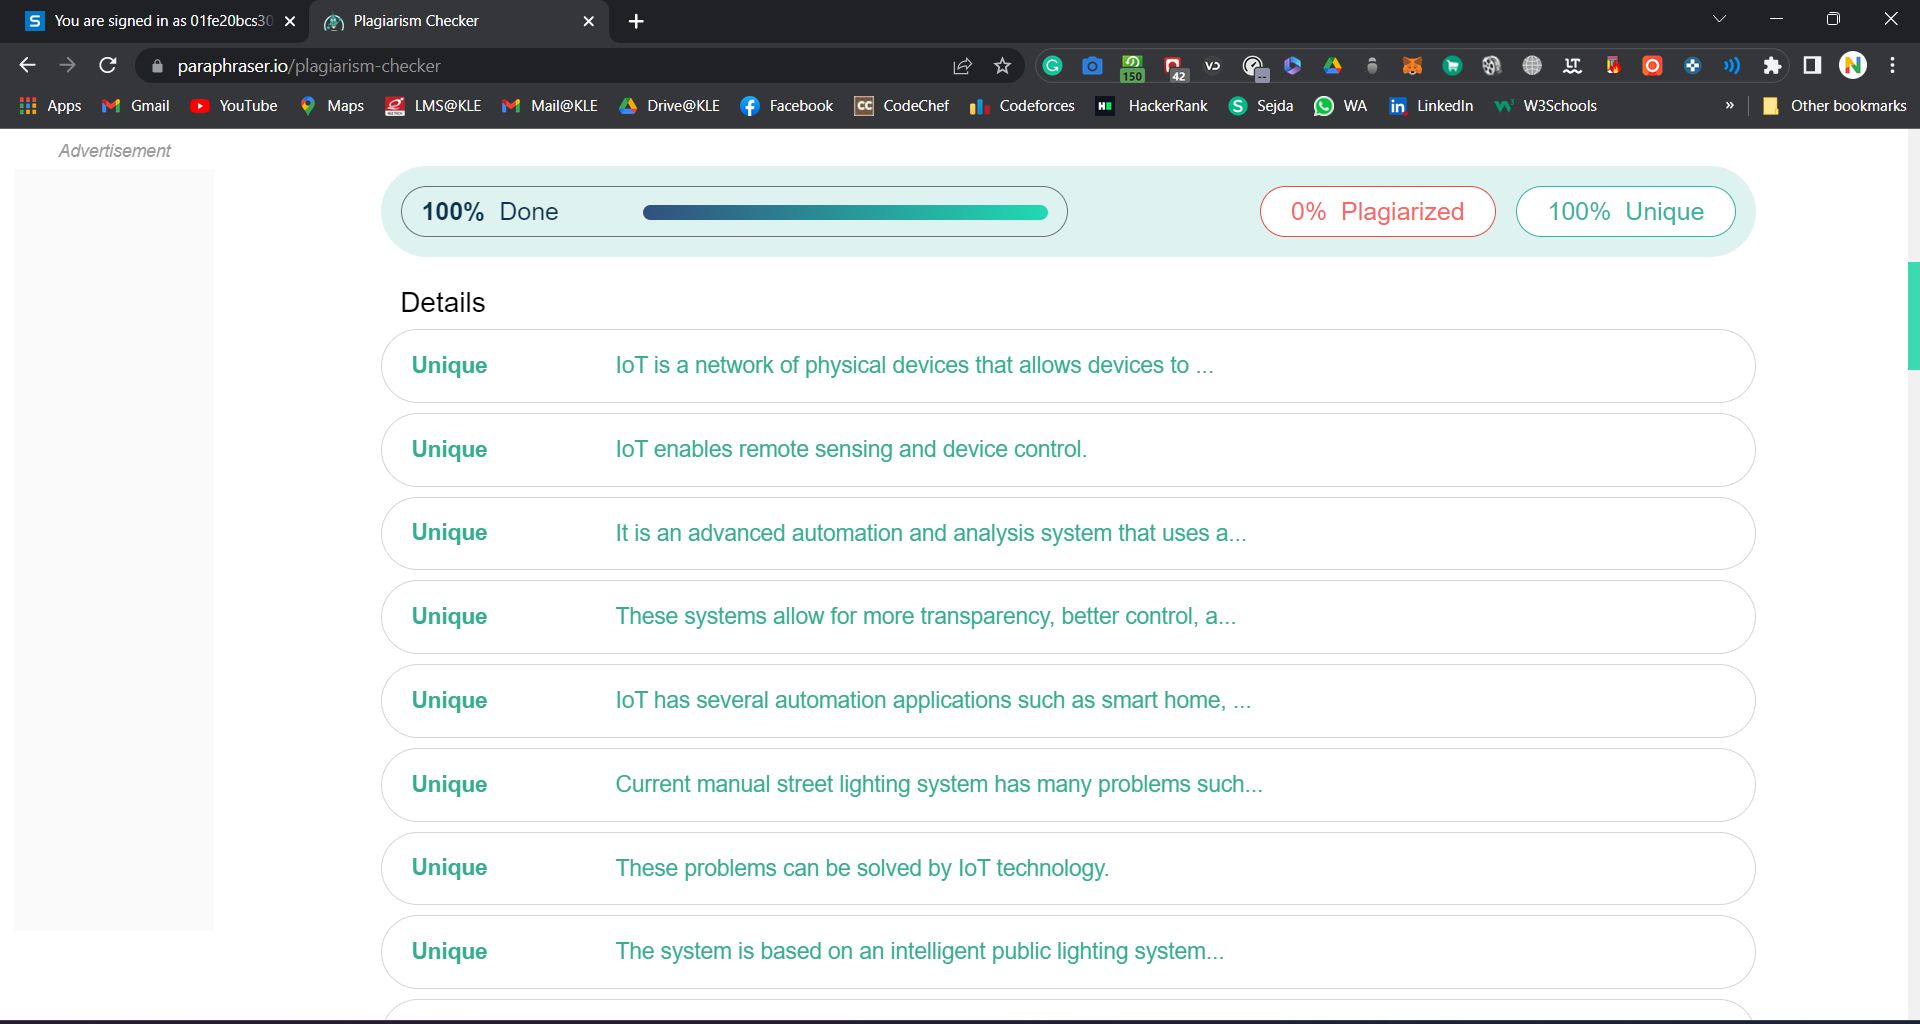 You are signed in as 01fe20bcs30
Plagiarism Checker
paraphraser.io/plagiarism-checker
150
42
VD
Apps Gmail YouTube Maps LMS@KLE Mail@KLE Drive@KLE Facebook CodeChef Codeforces HackerRank Sejda WA LinkedIn W3Schools » Other bookmarks
Advertisement
100% Done
0% Plagiarized
100% Unique
Details
Unique IoT is a network of physical devices that allows devices to ...
Unique IoT enables remote sensing and device control.
Unique It is an advanced automation and analysis system that uses a...
Unique These systems allow for more transparency, better control, a...
Unique IoT has several automation applications such as smart home, ...
Unique Current manual street lighting system has many problems such...
Unique These problems can be solved by IoT technology.
Unique The system is based on an intelligent public lighting system...